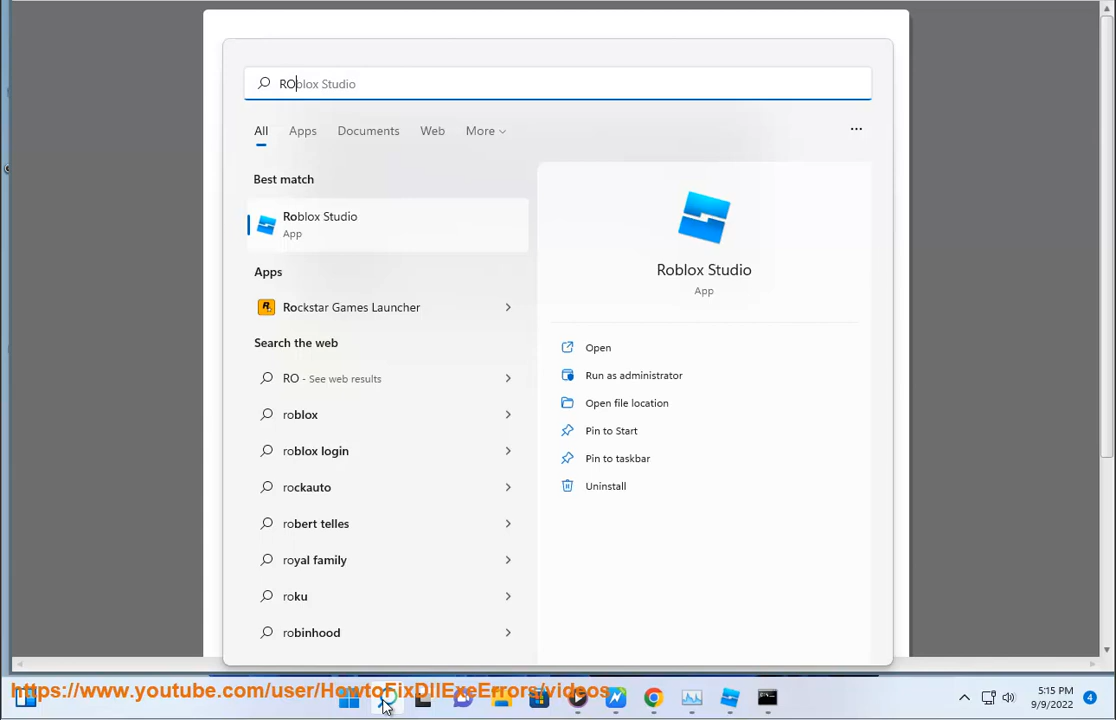 ROblox Studio
All Apps Documents Web More
Best match
Roblox Studio
App
Apps
Rockstar Games Launcher
Search the web
RO - See web results
roblox
roblox login
rockauto
robert telles
royal family
roku
robinhood
Roblox Studio
App
Open
Run as administrator
Open file location
Pin to Start
Pin to taskbar
Uninstall
https://www.youtube.com/user/HowtoFixDllExeErrors/videos
5:15 PM
9/9/2022
4